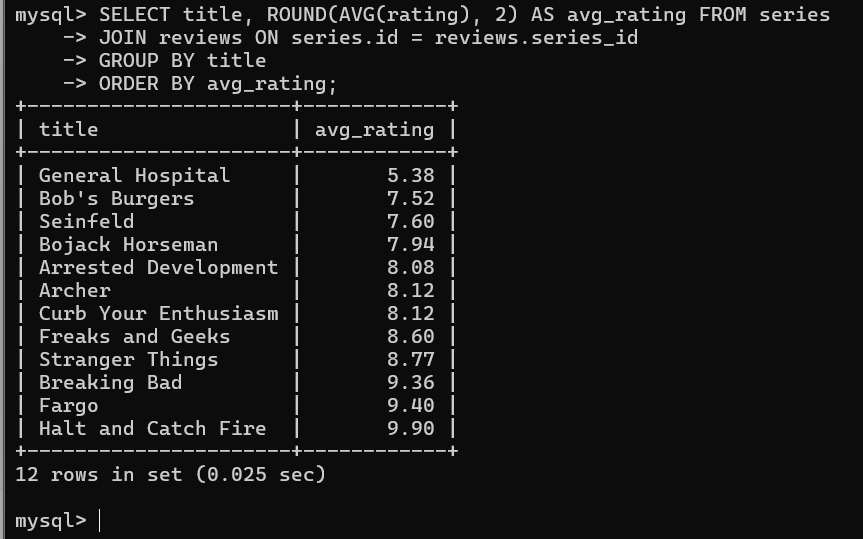 mysql> SELECT title, ROUND(AVG(rating), 2) AS avg_rating FROM series
    -> JOIN reviews ON series.id = reviews.series_id
    -> GROUP BY title
    -> ORDER BY avg_rating;
+----------------------+------------+
| title                | avg_rating |
+----------------------+------------+
| General Hospital     |       5.38 |
| Bob's Burgers        |       7.52 |
| Seinfeld             |       7.60 |
| Bojack Horseman      |       7.94 |
| Arrested Development |       8.08 |
| Archer               |       8.12 |
| Curb Your Enthusiasm |       8.12 |
| Freaks and Geeks     |       8.60 |
| Stranger Things      |       8.77 |
| Breaking Bad         |       9.36 |
| Fargo                |       9.40 |
| Halt and Catch Fire  |       9.90 |
+----------------------+------------+
12 rows in set (0.025 sec)
mysql>